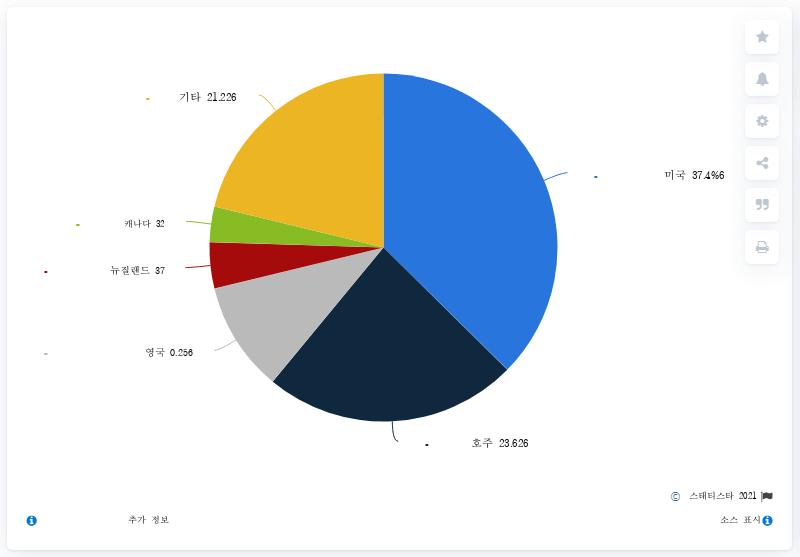 기타 21.226
미국 37.4%6
캐나다 32
뉴질랜드 37
영국 0.256
호주 23.626
© 스태티스타 2021
추가 정보
소스 표시